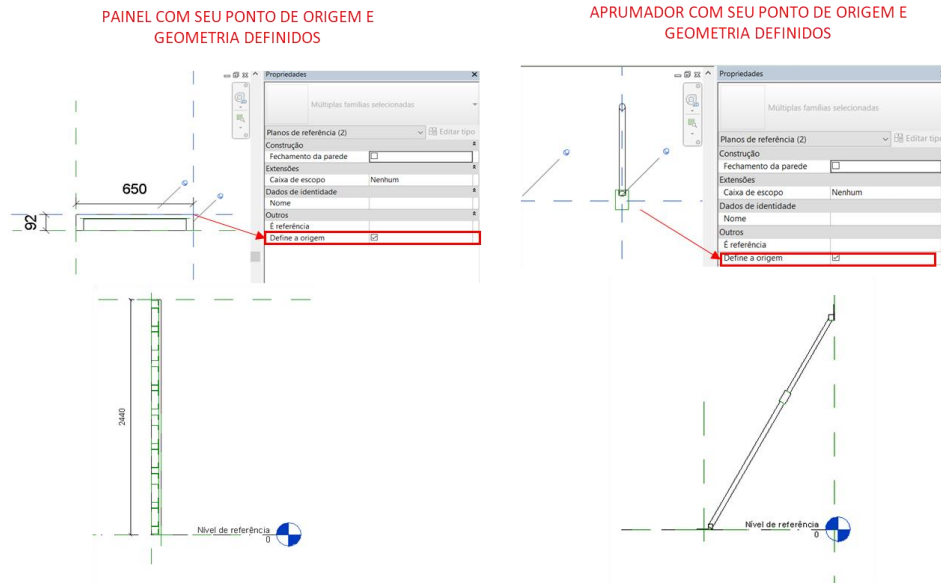 PAINEL COM SEU PONTO DE ORIGEM E
GEOMETRIA DEFINIDOS
APRUMADOR COM SEU PONTO DE ORIGEM E
GEOMETRIA DEFINIDOS
Propriedades
Múltiplas famílias selecionadas
Planos de referência (2)
Editar tipo
Construção
Fechamento da parede
Extensões
Caixa de escopo Nenhum
Dados de identidade
Nome
Outros
É referência
Define a origem
650
92
Propriedades
Múltiplas famílias selecionadas
Planos de referência (2)
Editar tipo
Construção
Fechamento da parede
Extensões
Caixa de escopo Nenhum
Dados de identidade
Nome
Outros
É referência
Define a origem
2440
Nível de referência
0
Nível de referência
0